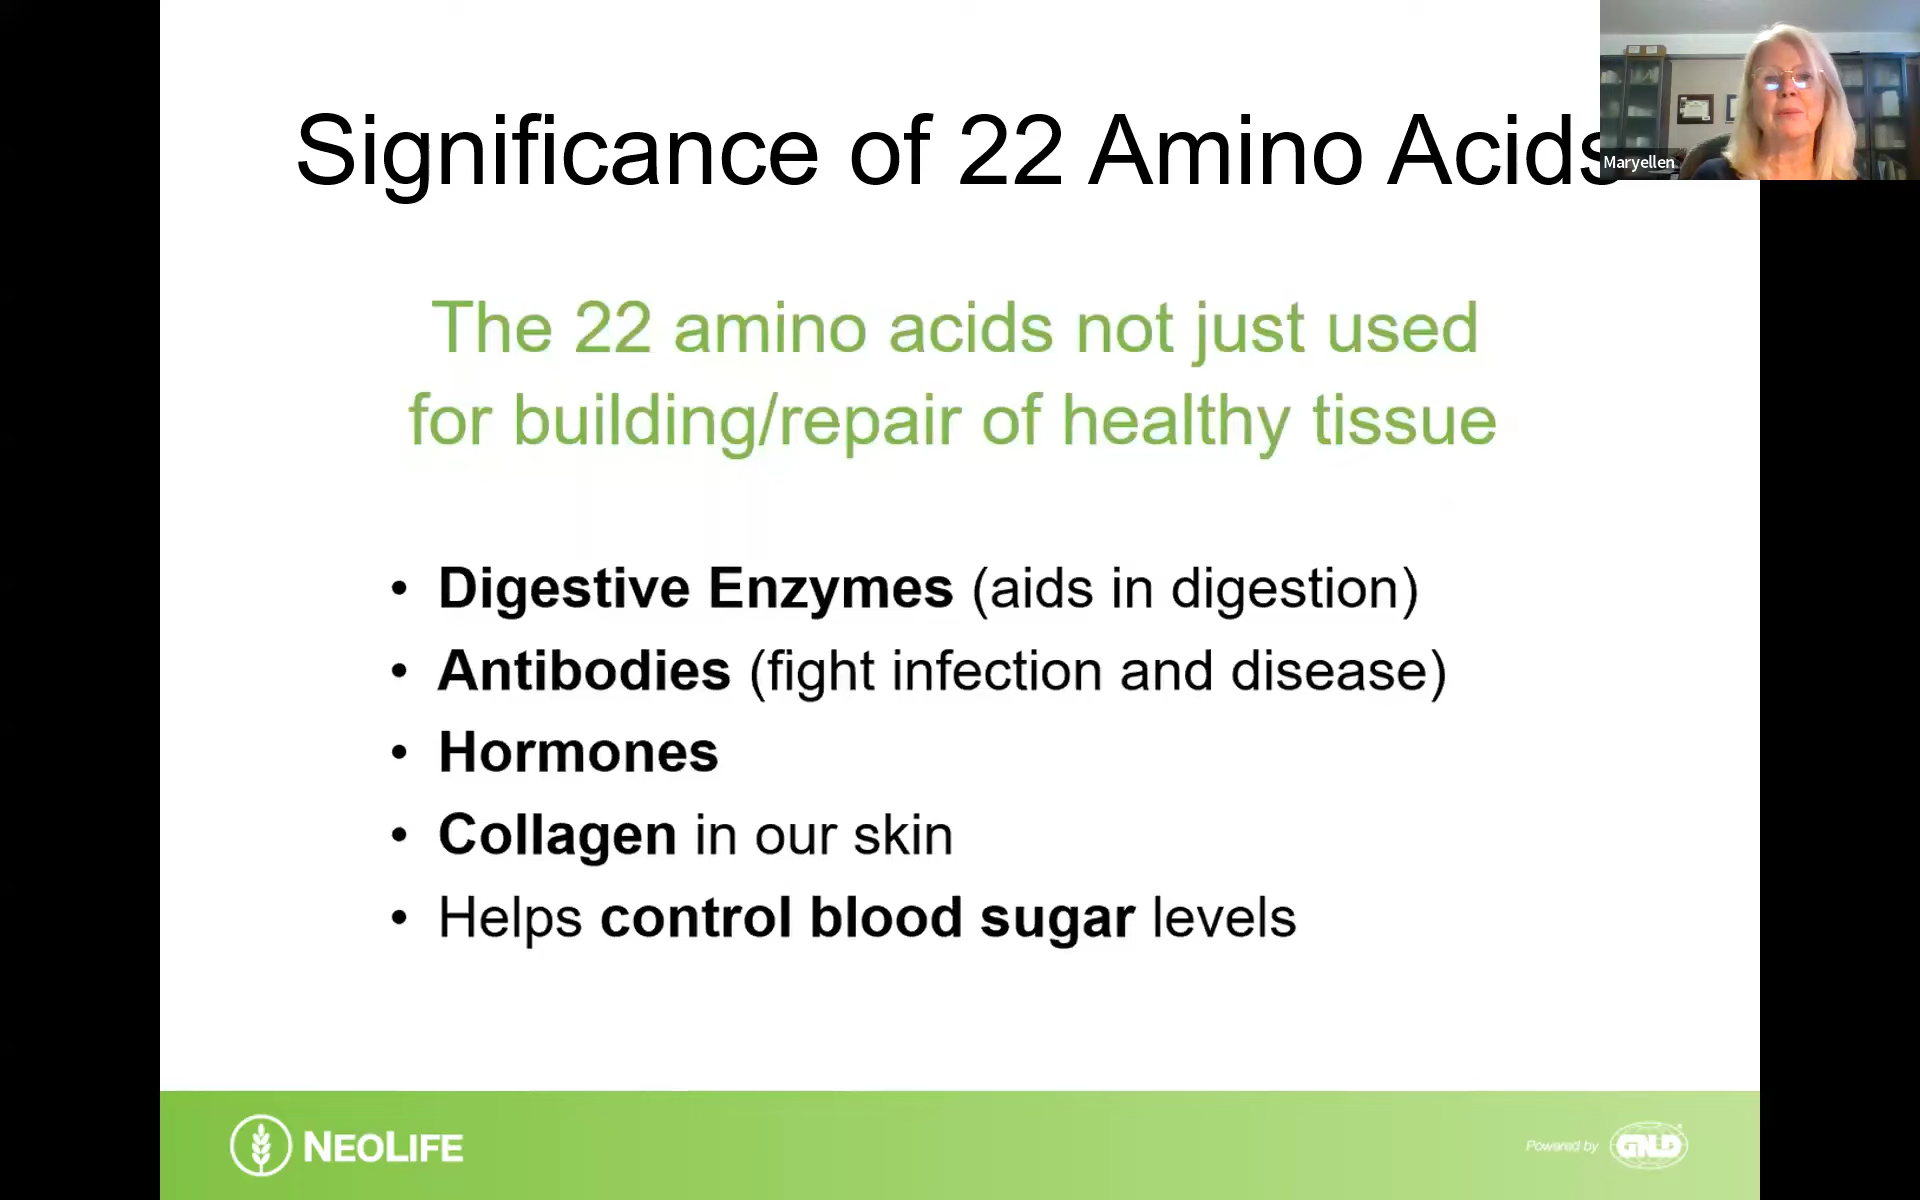 Significance of 22 Amino Acids
Maryellen
The 22 amino acids not just used
for building/repair of healthy tissue
• Digestive Enzymes (aids in digestion)
• Antibodies (fight infection and disease)
• Hormones
• Collagen in our skin
• Helps control blood sugar levels
NEOLIFE
Powered by GNLD